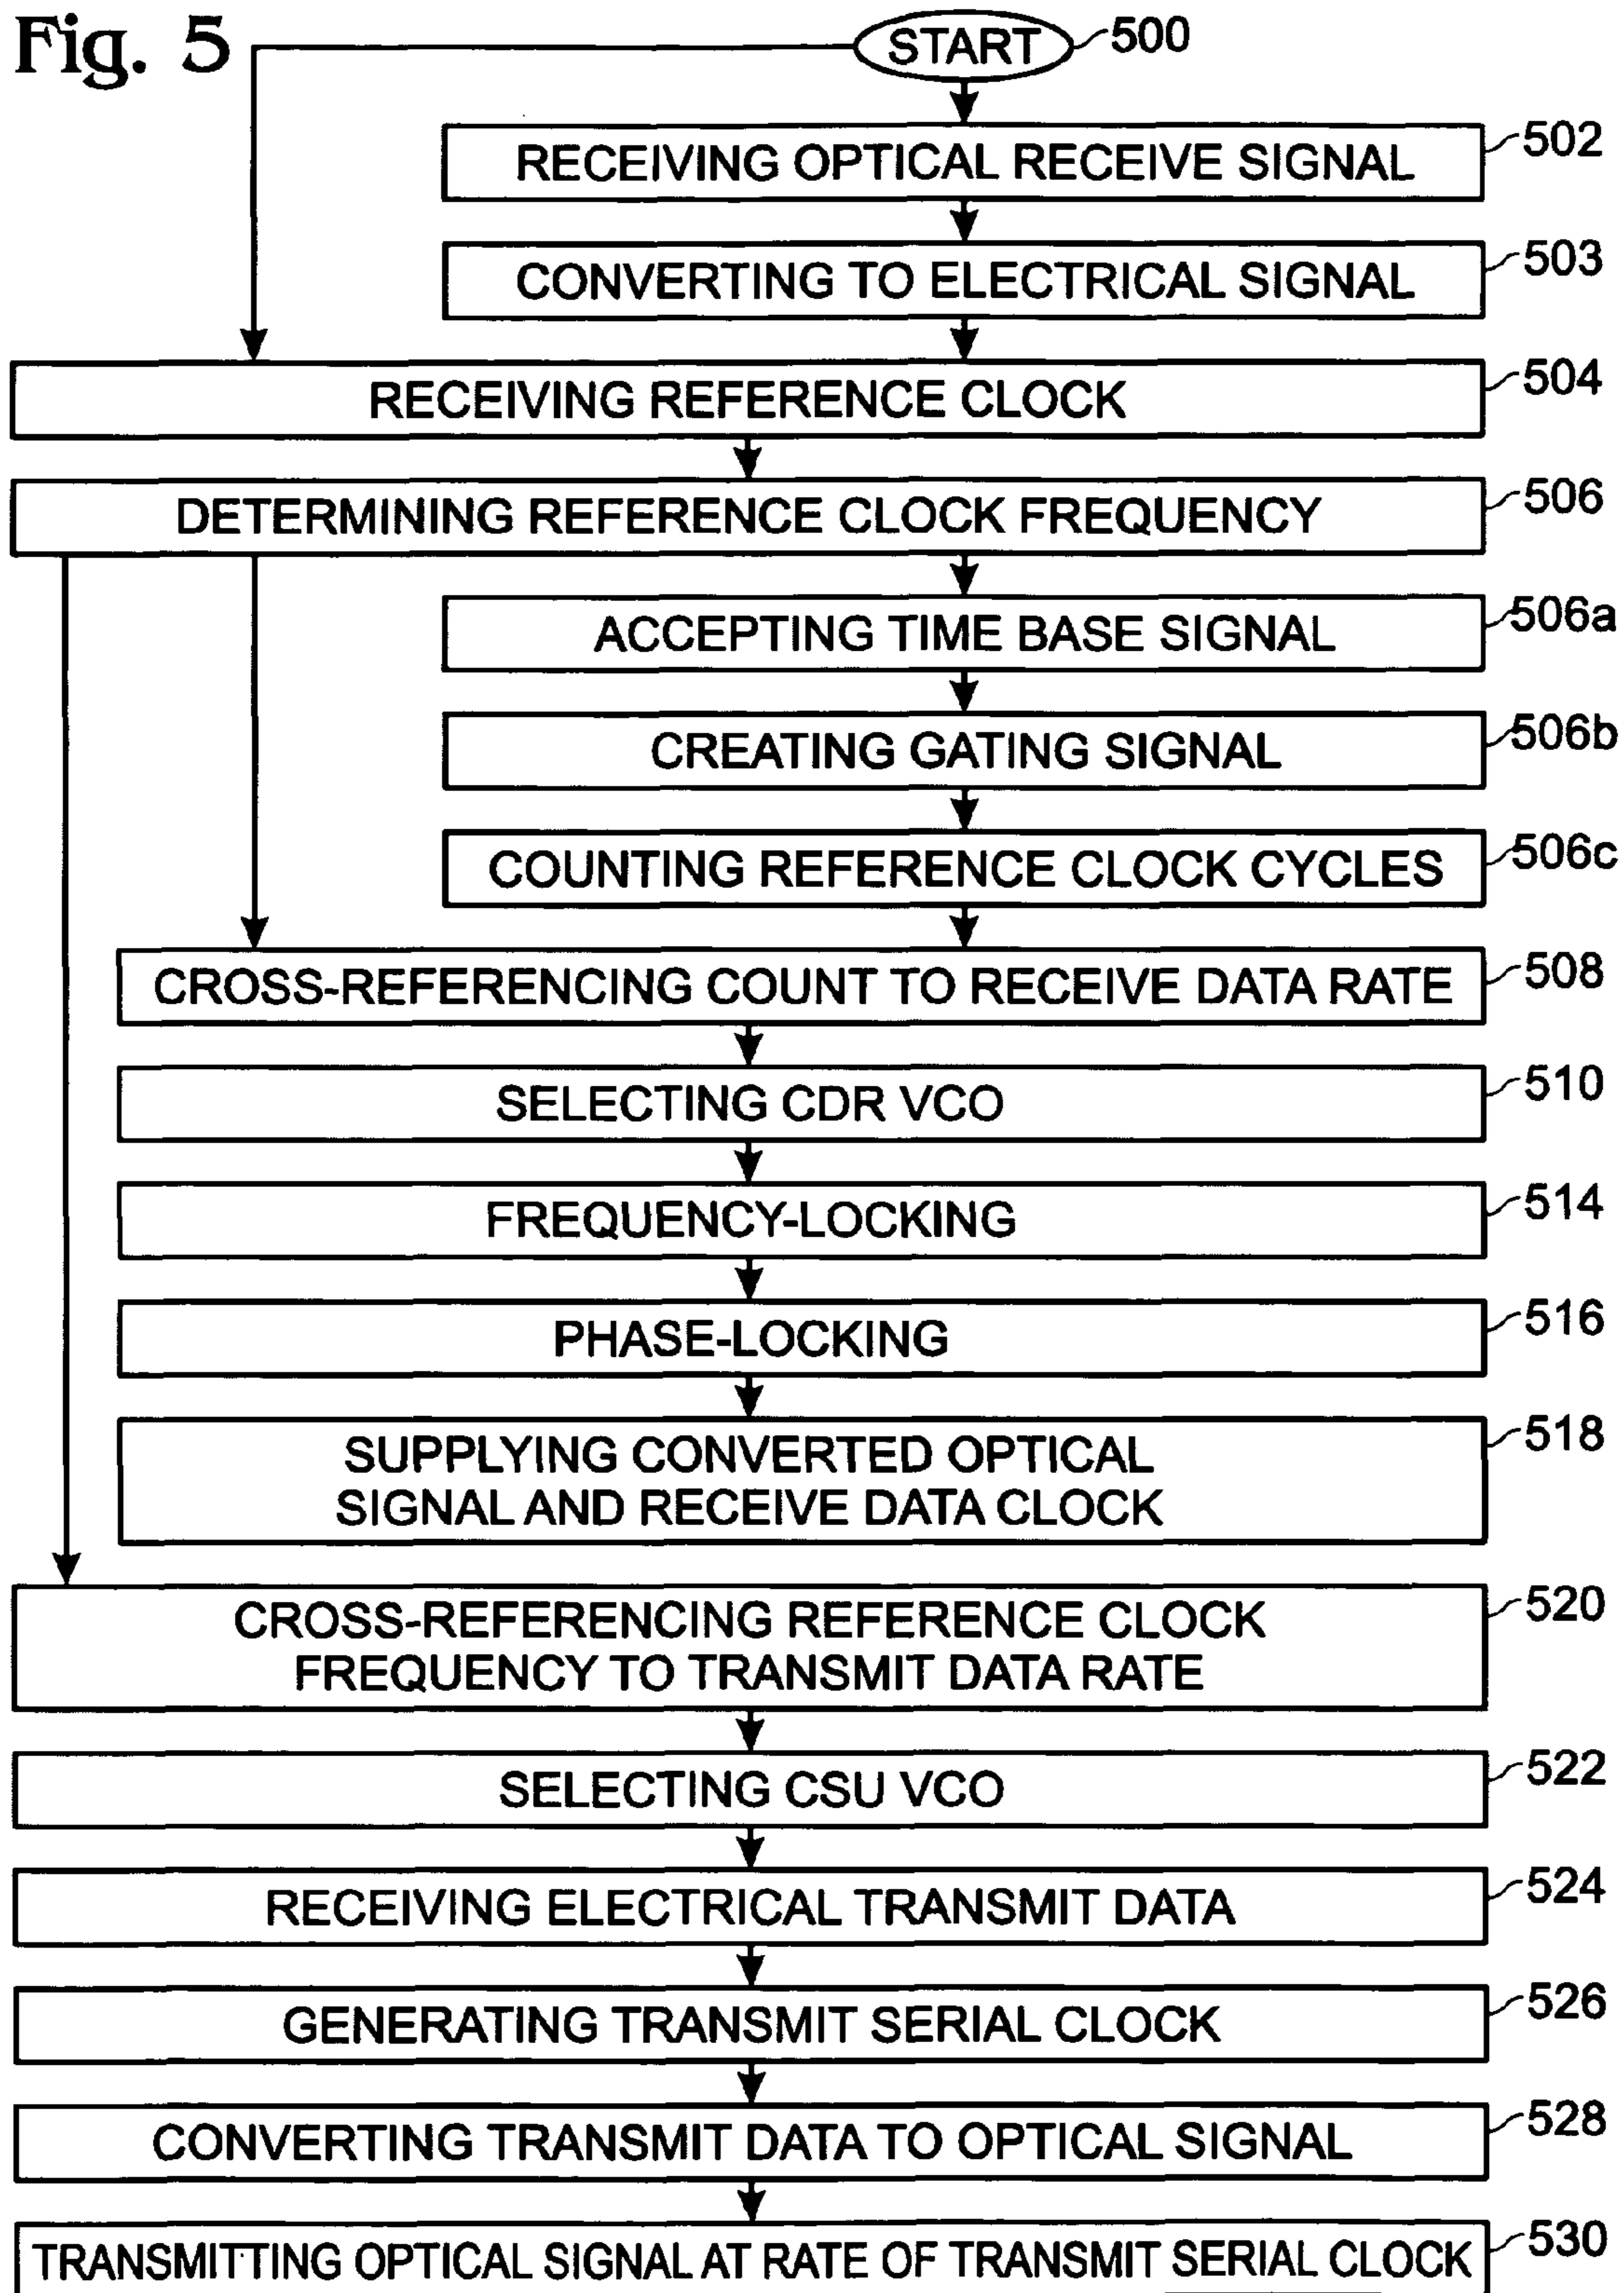 Fig. 5
START 500
RECEIVING OPTICAL RECEIVE SIGNAL 502
CONVERTING TO ELECTRICAL SIGNAL 503
RECEIVING REFERENCE CLOCK 504
DETERMINING REFERENCE CLOCK FREQUENCY 506
ACCEPTING TIME BASE SIGNAL 506a
CREATING GATING SIGNAL 506b
COUNTING REFERENCE CLOCK CYCLES 506c
CROSS-REFERENCING COUNT TO RECEIVE DATA RATE 508
SELECTING CDR VCO 510
FREQUENCY-LOCKING 514
PHASE-LOCKING 516
SUPPLYING CONVERTED OPTICAL 518
SIGNAL AND RECEIVE DATA CLOCK
CROSS-REFERENCING REFERENCE CLOCK 520
FREQUENCY TO TRANSMIT DATA RATE
SELECTING CSU VCO 522
RECEIVING ELECTRICAL TRANSMIT DATA 524
GENERATING TRANSMIT SERIAL CLOCK 526
CONVERTING TRANSMIT DATA TO OPTICAL SIGNAL 528
TRANSMITTING OPTICAL SIGNAL AT RATE OF TRANSMIT SERIAL CLOCK 530